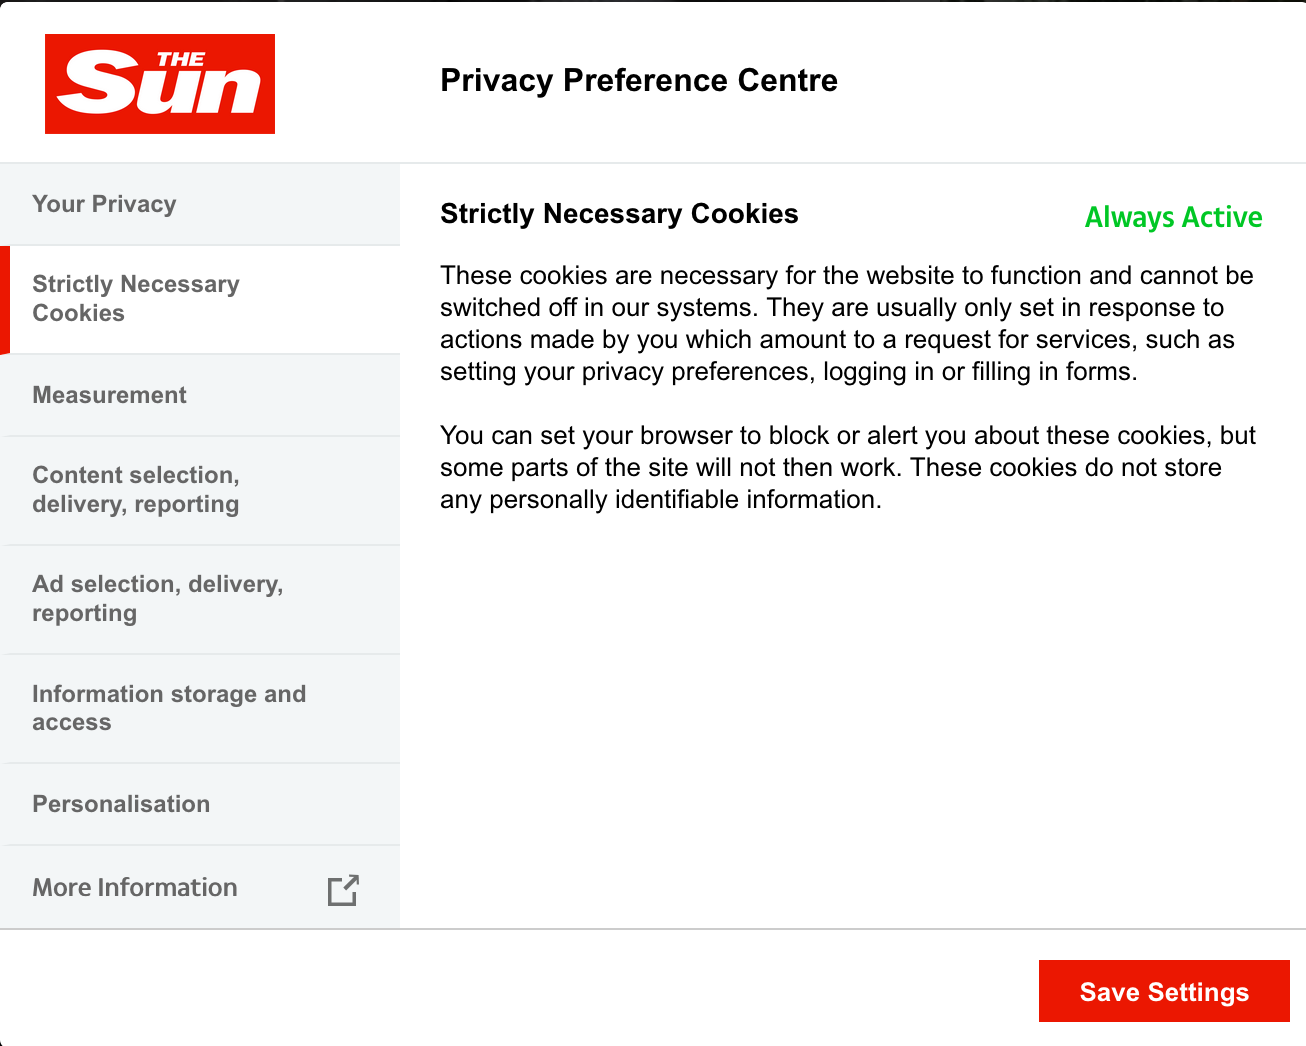 THE
Sun
Privacy Preference Centre
Your Privacy
Strictly Necessary
Cookies
Measurement
Content selection,
delivery, reporting
Ad selection, delivery,
reporting
Information storage and
access
Personalisation
More Information
Strictly Necessary Cookies
Always Active
These cookies are necessary for the website to function and cannot be
switched off in our systems. They are usually only set in response to
actions made by you which amount to a request for services, such as
setting your privacy preferences, logging in or filling in forms.
You can set your browser to block or alert you about these cookies, but
some parts of the site will not then work. These cookies do not store
any personally identifiable information.
Save Settings